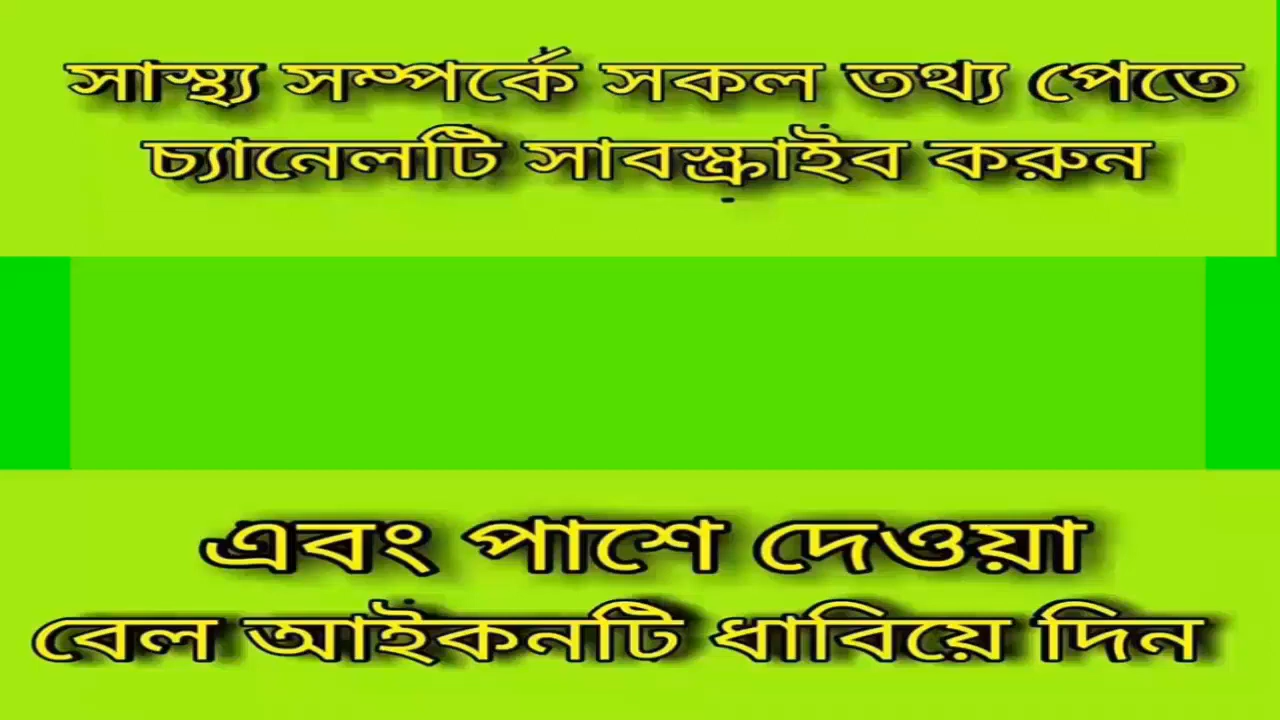 সাস্থ্য সম্পর্কে সকল তথ্য পেতে
চ্যানেলটি সাবস্ক্রাইব করুন
এবং পাশে দেওয়া
বেল আইকনটি ধাবিয়ে দিন